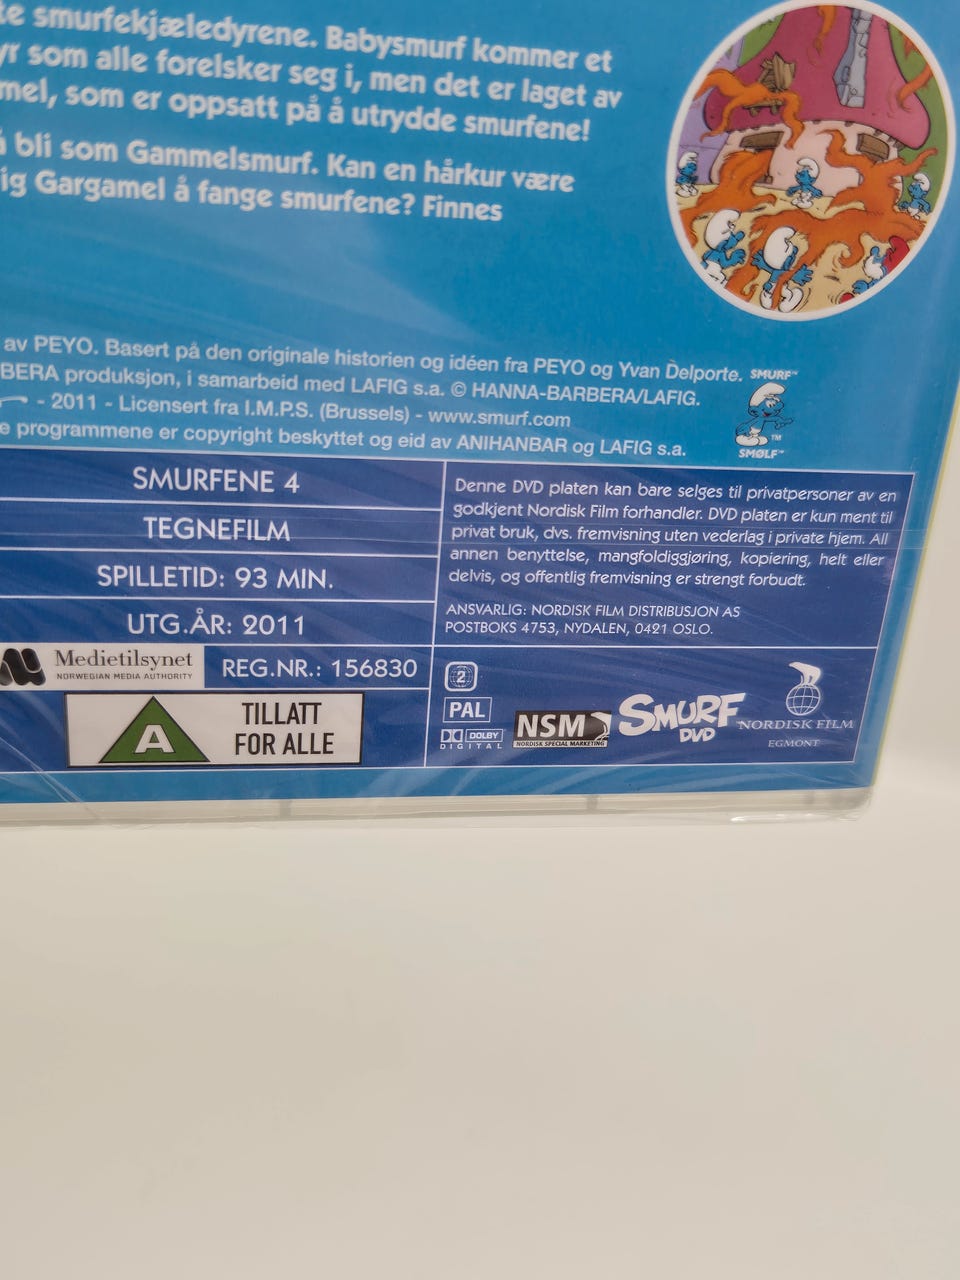 te smurfekjæledyrene. Babysmurf kommer et
yr som alle forelsker seg i, men det er laget av
mel, som er oppsatt på å utrydde smurfene!
å bli som Gammelsmurf. Kan en hårkur være
ig Gargamel å fange smurfene? Finnes
av PEYO. Basert på den originale historien og idéen fra PEYO og Yvan Delporte.
BERA produksjon, i samarbeid med LAFIG s.a. © HANNA-BARBERA/LAFIG.
- 2011 - Licensert fra I.M.P.S. (Brussels) - www.smurf.com
e programmene er copyright beskyttet og eid av ANIHANBAR og LAFIG s.a.
SMURF™
™
SMØLF™
SMURFENE 4
TEGNEFILM
SPILLETID: 93 MIN.
UTG.ÅR: 2011
Medietilsynet
NORWEGIAN MEDIA AUTHORITY
REG.NR.: 156830
A
TILLATT
FOR ALLE
Denne DVD platen kan bare selges til privatpersoner av en
godkjent Nordisk Film forhandler. DVD platen er kun ment til
privat bruk, dvs. fremvisning uten vederlag i private hjem. All
annen benyttelse, mangfoldiggjøring, kopiering, helt eller
delvis, og offentlig fremvisning er strengt forbudt.
ANSVARLIG: NORDISK FILM DISTRIBUSJON AS
POSTBOKS 4753, NYDALEN, 0421 OSLO.
2
PAL
DOLBY
DIGITAL
NSM
NORDISK SPECIAL MARKETING
SMURF
DVD
NORDISK FILM
EGMONT